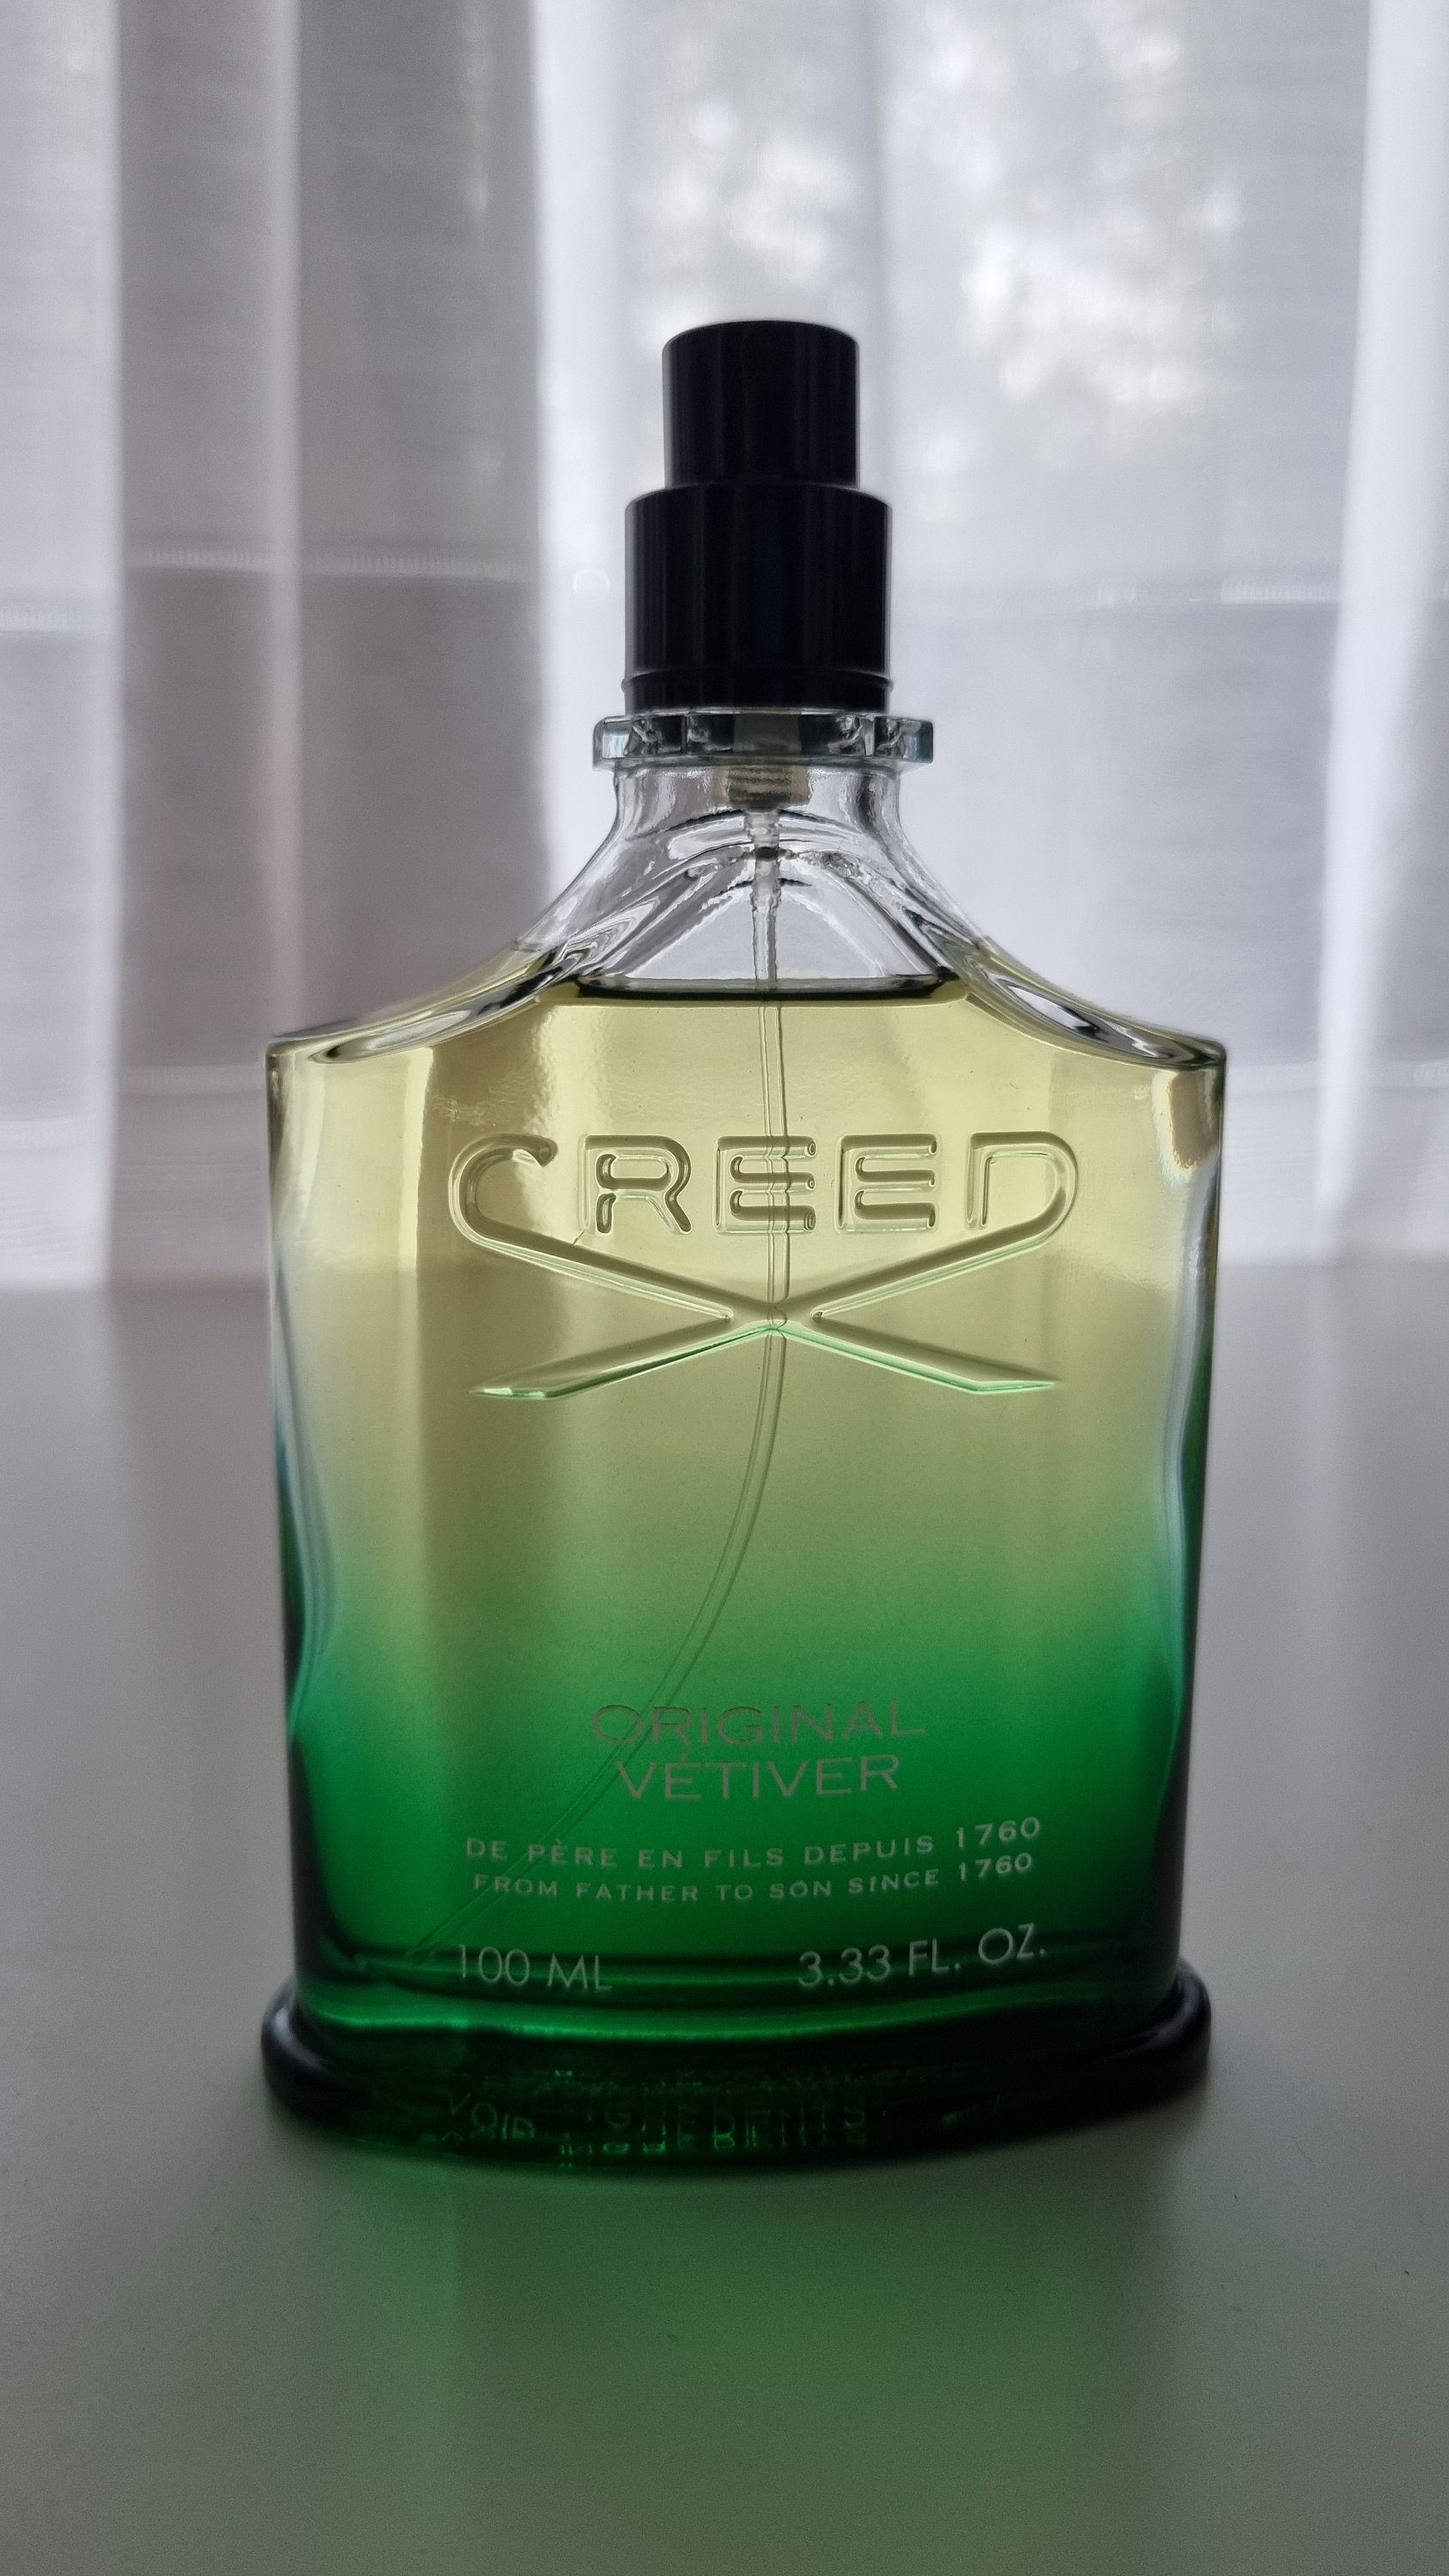 CREED
ORIGINAL
VÉTIVER
DE PÈRE EN FILS DEPUIS 1760
FROM FATHER TO SON SINCE 1760
100 ML 3.33 FL. OZ.